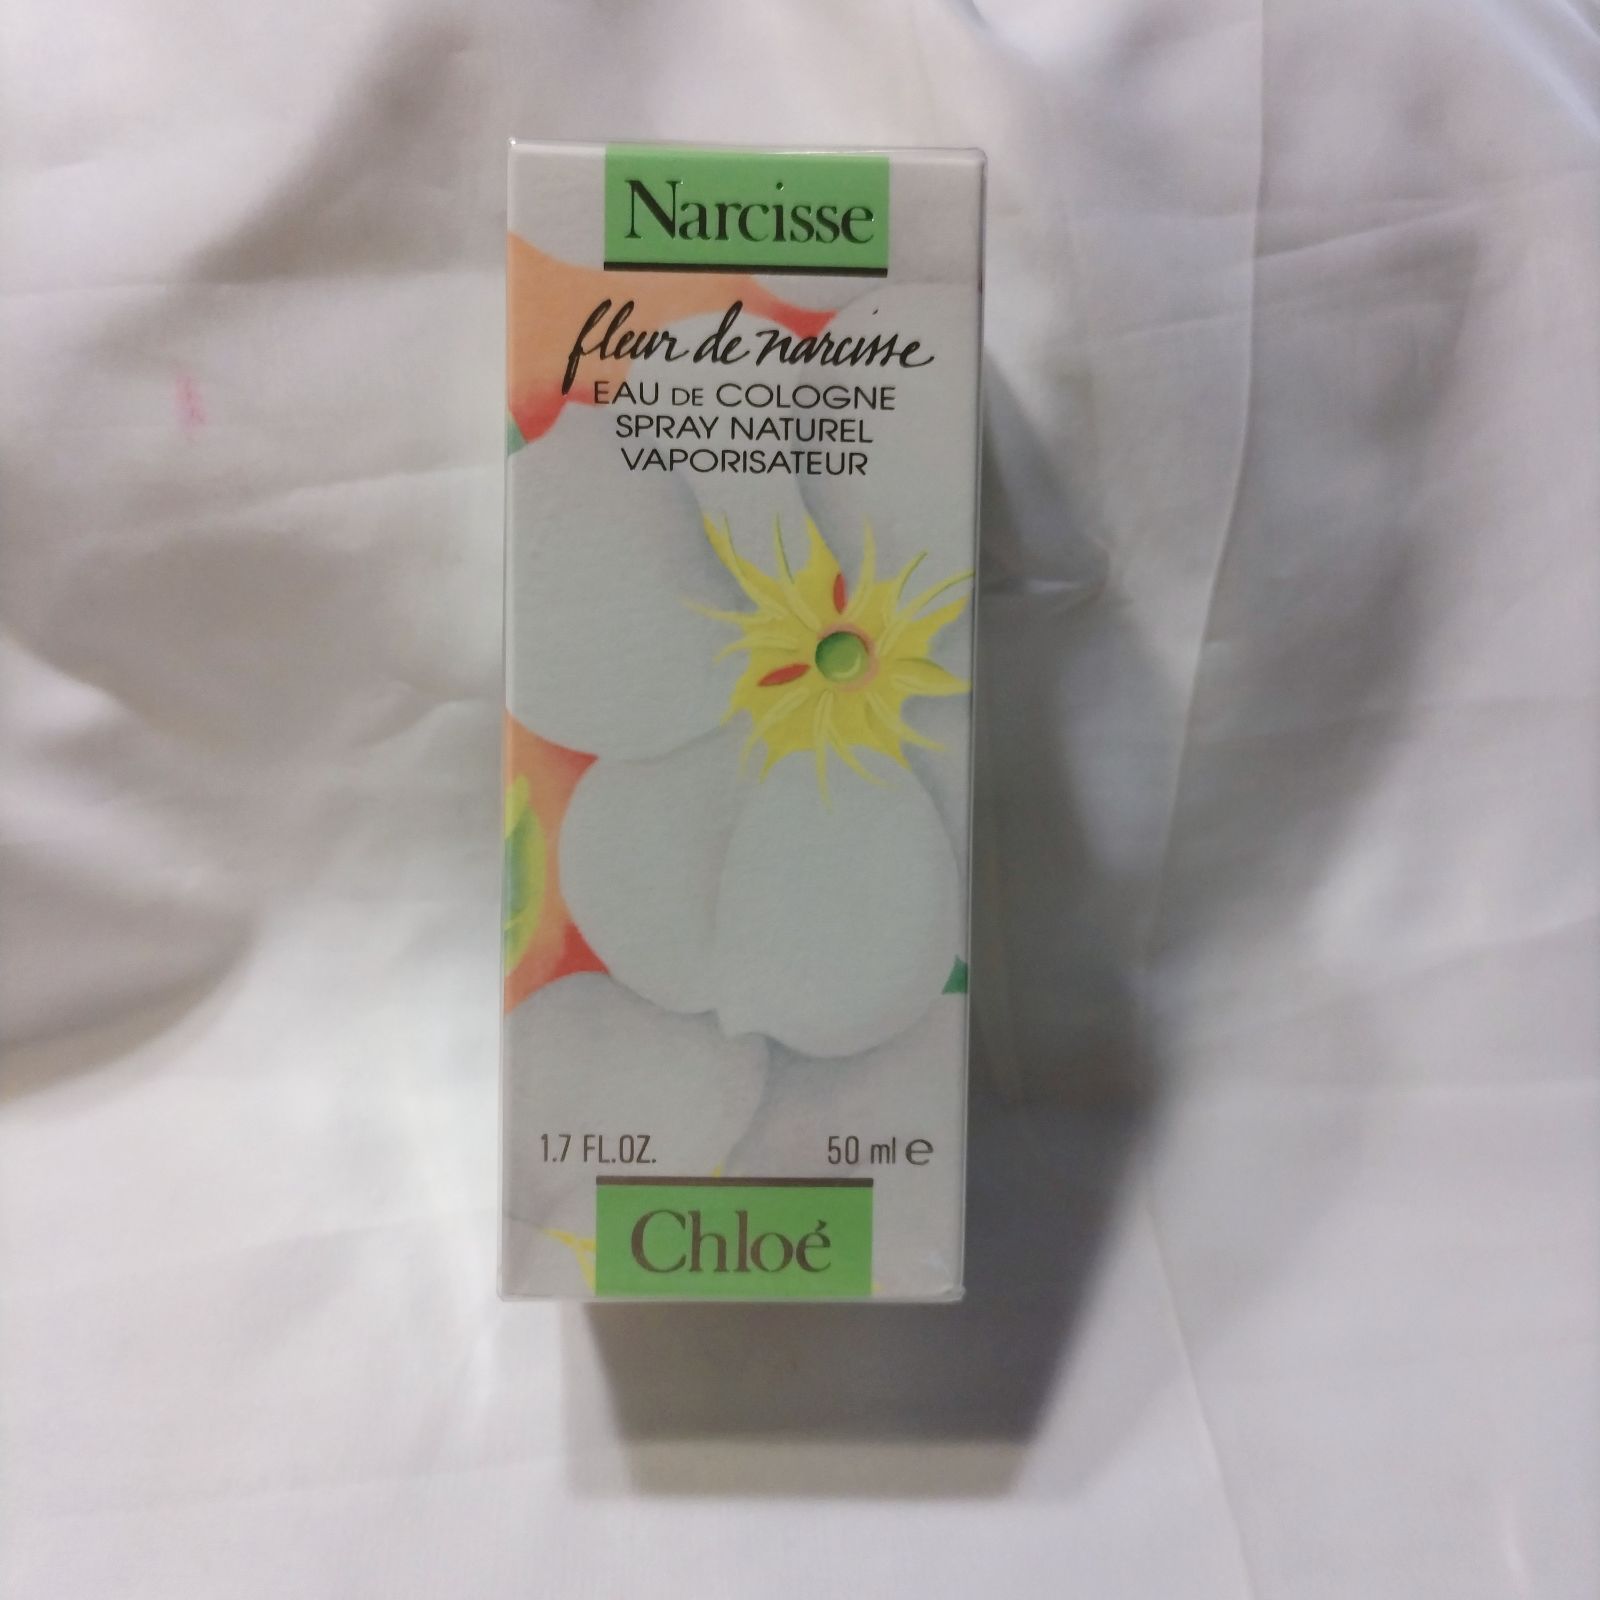 Narcisse
fleur de narcisse
EAU DE COLOGNE
SPRAY NATUREL
VAPORISATEUR
1.7 FL.OZ. 50 ml e
Chloé